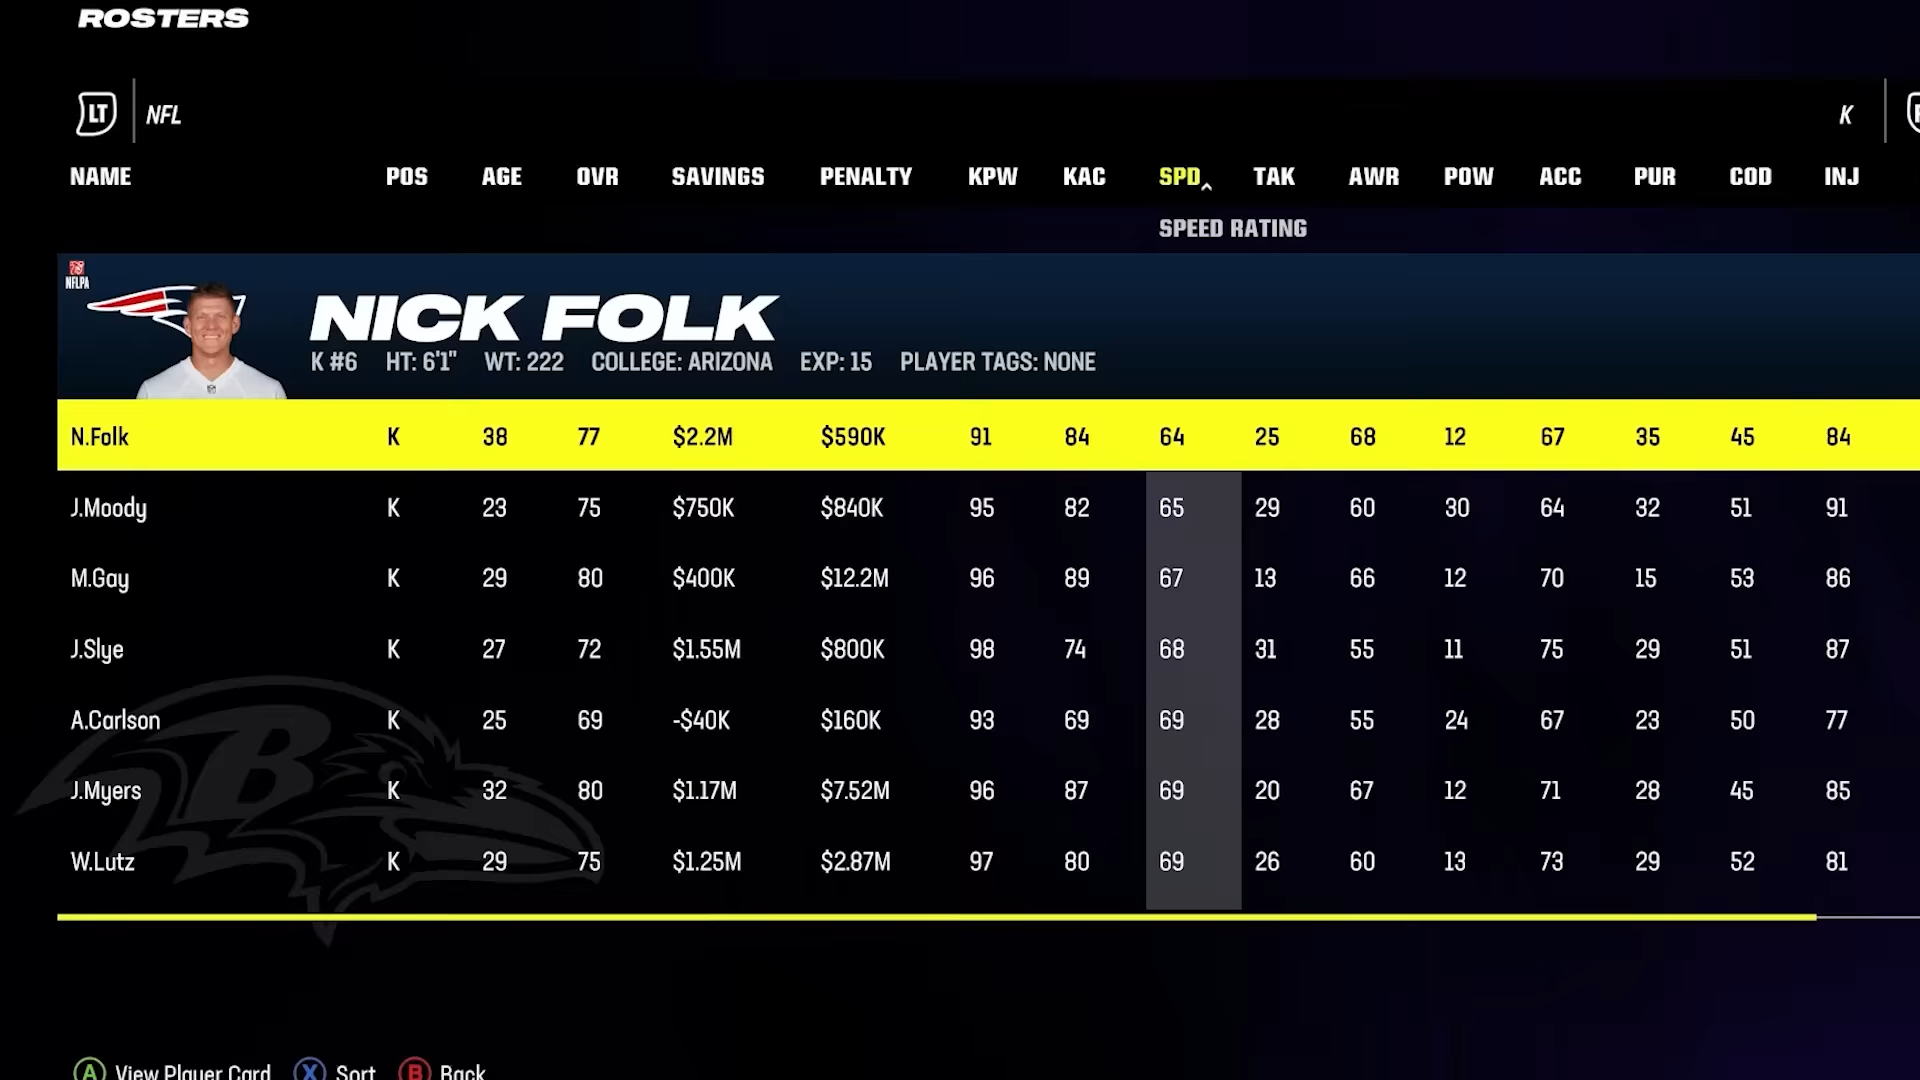 ROSTERS
LT NFL K
NAME POS AGE OVR SAVINGS PENALTY KPW KAC SPD TAK AWR POW ACC PUR COD INJ
SPEED RATING
NFLPA
NICK FOLK
K #6 HT: 6'1" WT: 222 COLLEGE: ARIZONA EXP: 15 PLAYER TAGS: NONE
N.Folk K 38 77 $2.2M $590K 91 84 64 25 68 12 67 35 45 84
J.Moody K 23 75 $750K $840K 95 82 65 29 60 30 64 32 51 91
M.Gay K 29 80 $400K $12.2M 96 89 67 13 66 12 70 15 53 86
J.Slye K 27 72 $1.55M $800K 98 74 68 31 55 11 75 29 51 87
A.Carlson K 25 69 -$40K $160K 93 69 69 28 55 24 67 23 50 77
J.Myers K 32 80 $1.17M $7.52M 96 87 69 20 67 12 71 28 45 85
W.Lutz K 29 75 $1.25M $2.87M 97 80 69 26 60 13 73 29 52 81
B
A View Player Card X Sort B Back